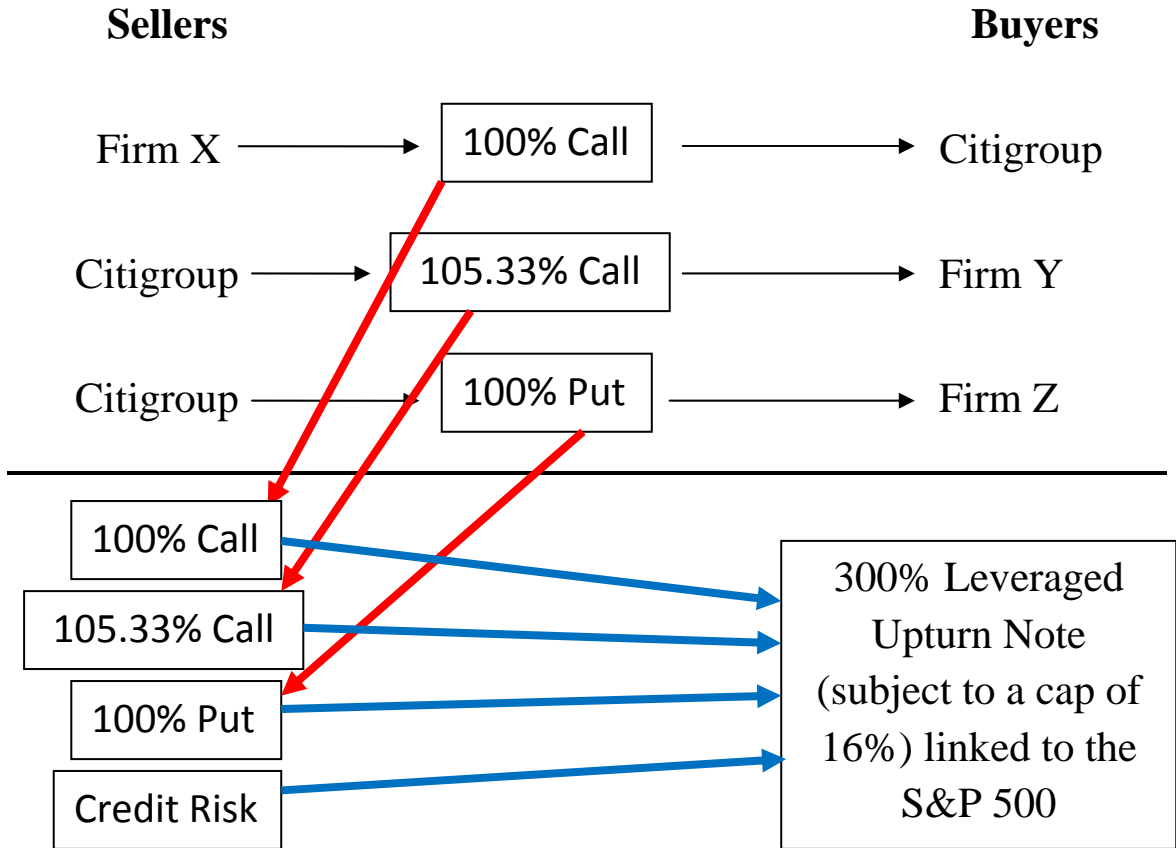 Sellers Buyers
Firm X 100% Call Citigroup
Citigroup 105.33% Call Firm Y
Citigroup 100% Put Firm Z
100% Call
105.33% Call
100% Put
Credit Risk
300% Leveraged
Upturn Note
(subject to a cap of
16%) linked to the
S&P 500